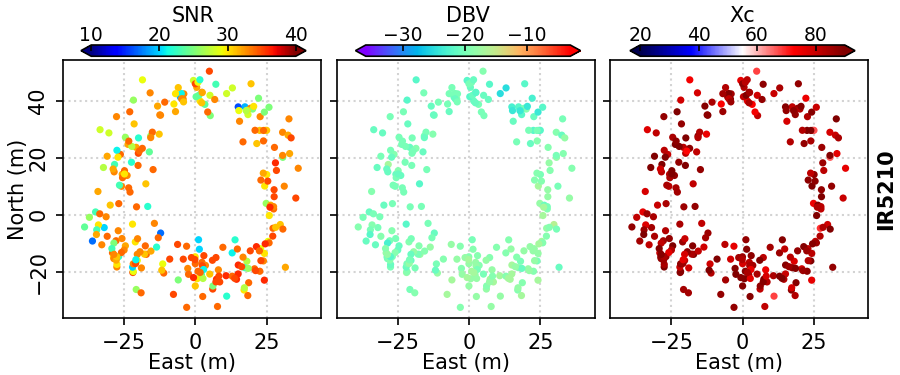 SNR DBV Xc
10 20 30 40 −30 −20 −10 20 40 60 80
North (m)
40
20
0
−20
IR5210
−25 0 25 −25 0 25 −25 0 25
East (m) East (m) East (m)